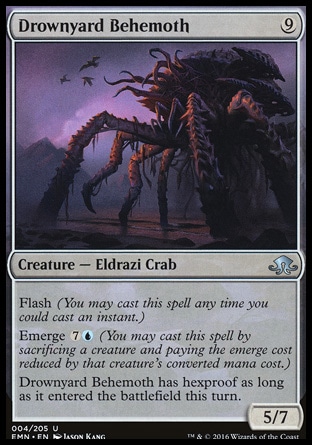 Drownyard Behemoth 9
Creature — Eldrazi Crab
Flash (You may cast this spell any time you
could cast an instant.)
Emerge 7 (You may cast this spell by
sacrificing a creature and paying the emerge cost
reduced by that creature's converted mana cost.)
Drownyard Behemoth has hexproof as long
as it entered the battlefield this turn.
5/7
004/205 U
EMN • EN Jason Kang
™ & © 2016 Wizards of the Coast